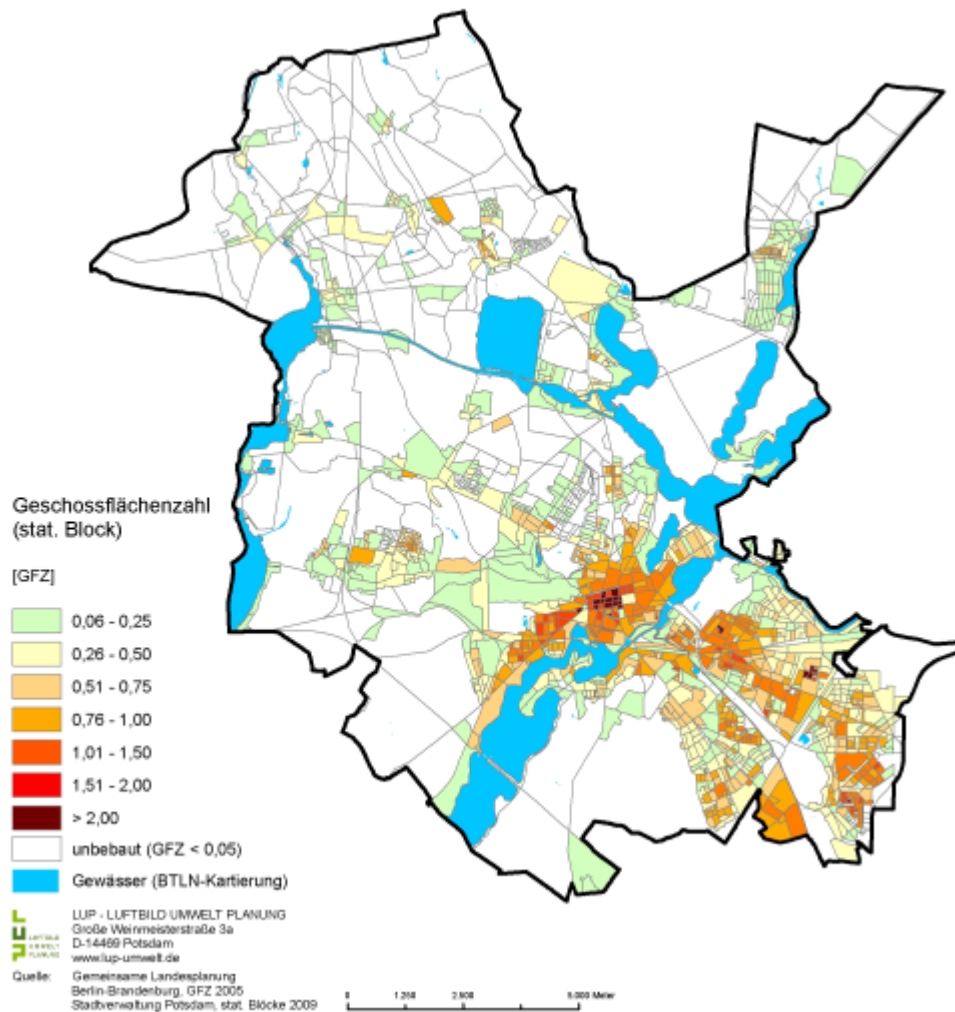 Geschossflächenzahl
(stat. Block)
[GFZ]
0,06 - 0,25
0,26 - 0,50
0,51 - 0,75
0,76 - 1,00
1,01 - 1,50
1,51 - 2,00
> 2,00
unbebaut (GFZ < 0,05)
Gewässer (BTLN-Kartierung)
LUFTBILD
UMWELT
PLANUNG
LUP - LUFTBILD UMWELT PLANUNG
Große Weinmeisterstraße 3a
D-14469 Potsdam
www.lup-umwelt.de
Quelle: Gemeinsame Landesplanung
Berlin-Brandenburg, GFZ 2005
Stadtverwaltung Potsdam, stat. Blöcke 2009
0 1.250 2.500 5.000 Meter